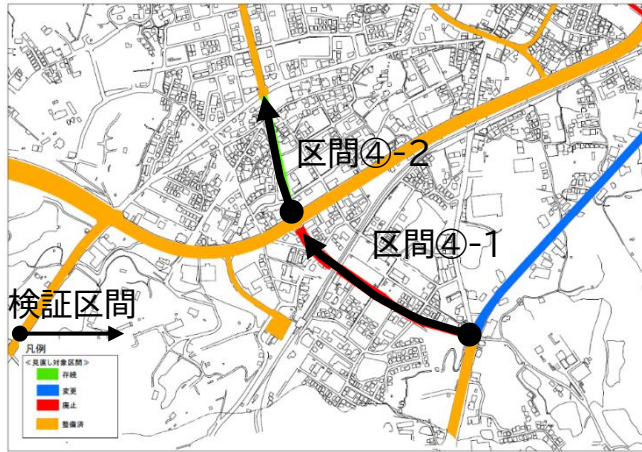 区間④-2
区間④-1
検証区間
凡例
≪見直し対象区間≫
存続
変更
廃止
整備済